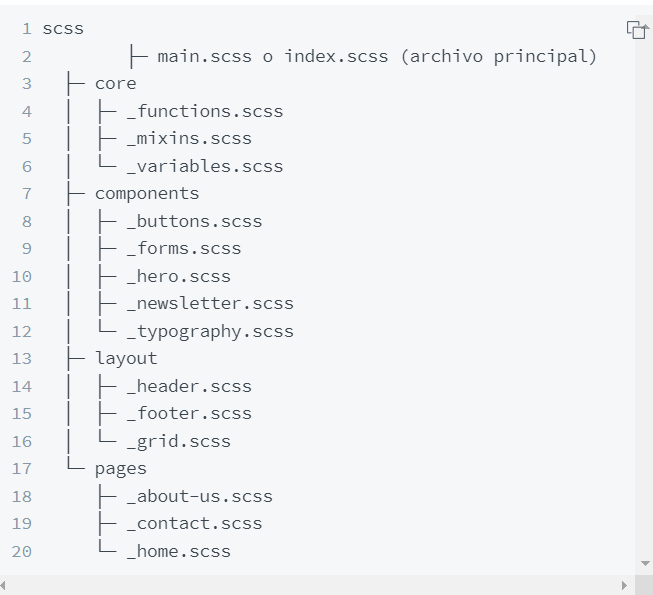 1 scss
2         ├─ main.scss o index.scss (archivo principal)
3   ├─ core
4   │  ├─ _functions.scss
5   │  ├─ _mixins.scss
6   │  └─ _variables.scss
7   ├─ components
8   │  ├─ _buttons.scss
9   │  ├─ _forms.scss
10  │  ├─ _hero.scss
11  │  ├─ _newsletter.scss
12  │  └─ _typography.scss
13  ├─ layout
14  │  ├─ _header.scss
15  │  ├─ _footer.scss
16  │  └─ _grid.scss
17  └─ pages
18     ├─ _about-us.scss
19     ├─ _contact.scss
20     └─ _home.scss